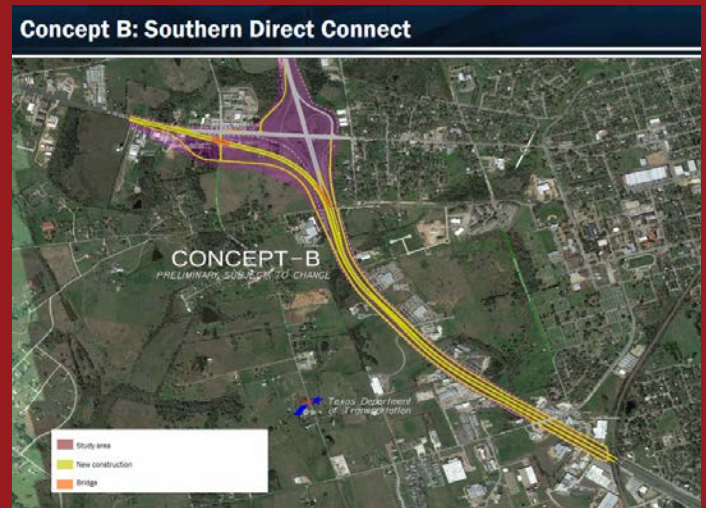 Concept B: Southern Direct Connect
CONCEPT-B
PRELIMINARY, SUBJECT TO CHANGE
Texas Department
of Transportation
Study area
New construction
Bridge